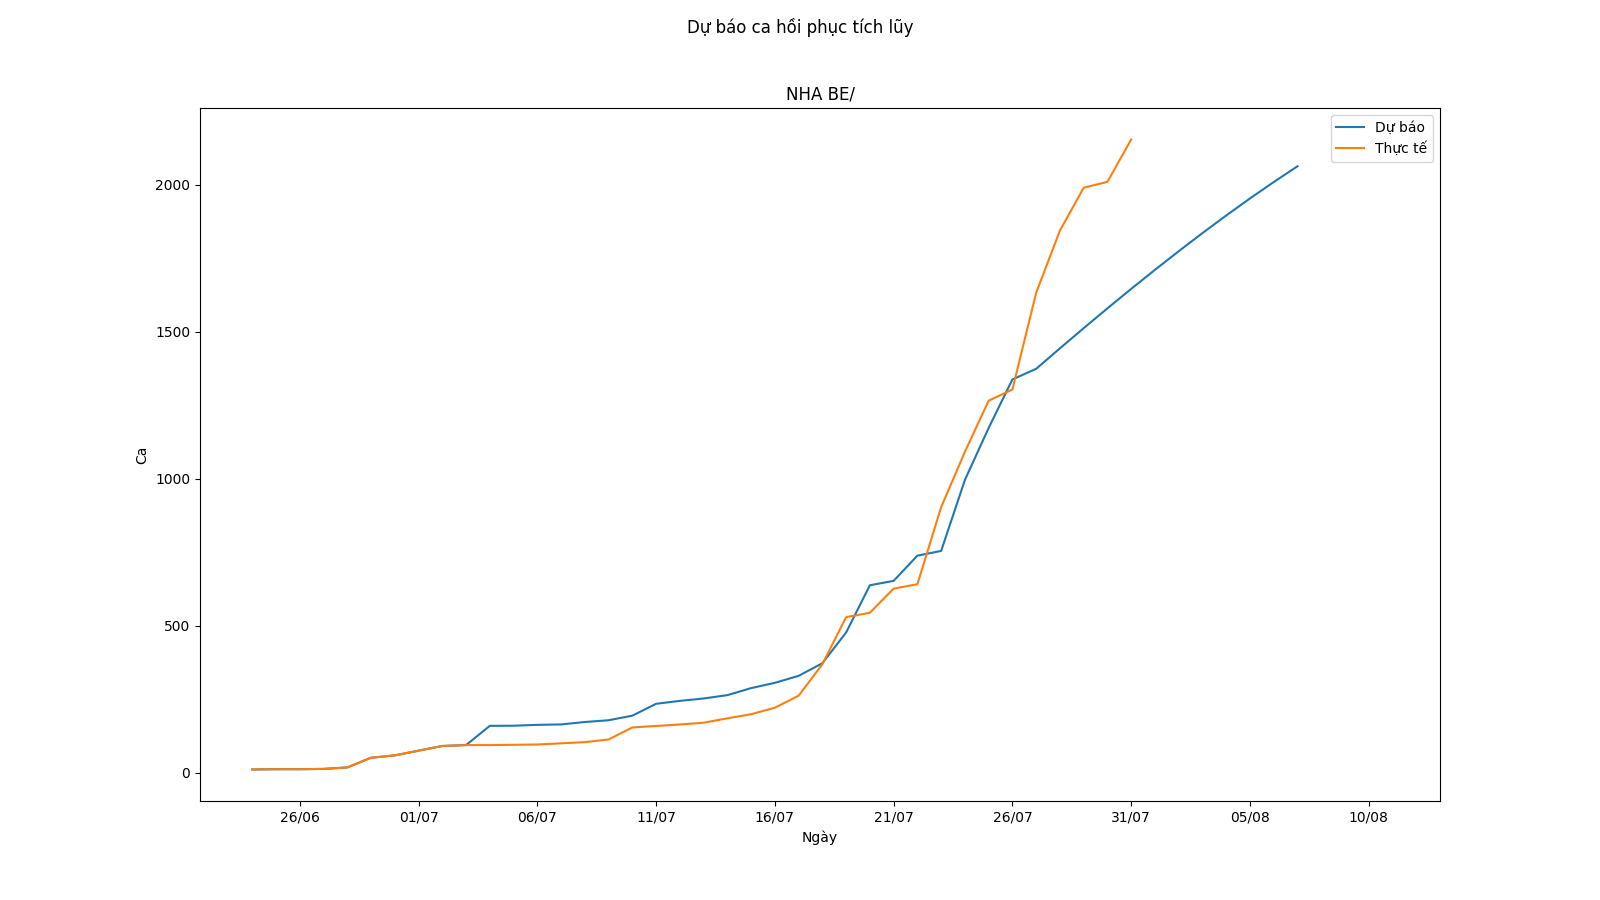 Dự báo ca hồi phục tích lũy
NHA BE/
Dự báo
Thực tế
2000
1500
1000
500
0
Ca
26/06
01/07
06/07
11/07
16/07
21/07
26/07
31/07
05/08
10/08
Ngày